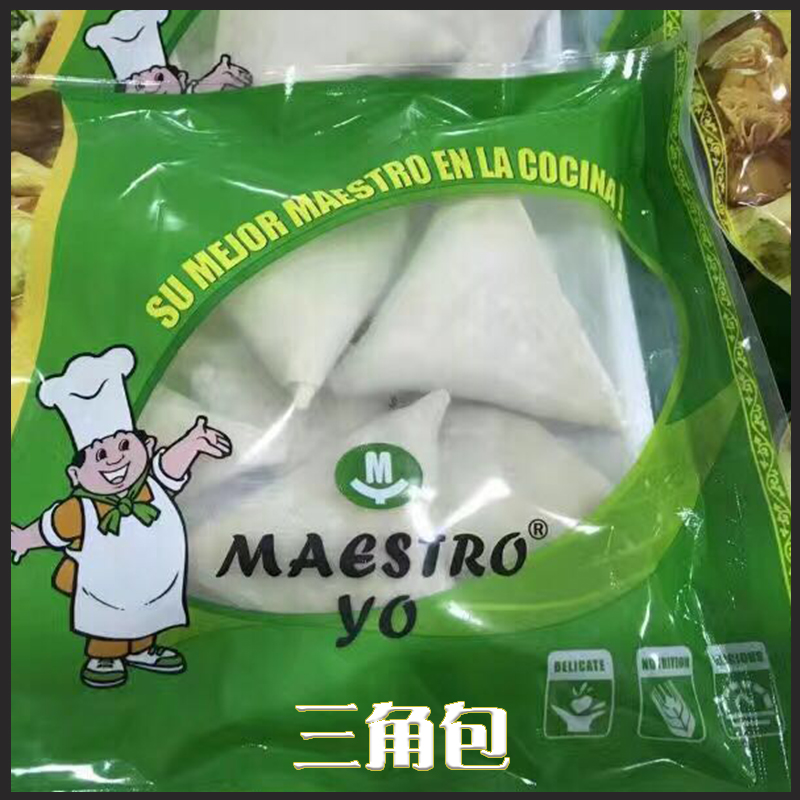 SU MEJOR MAESTRO EN LA COCINA!
M
MAESTRO®
YO
DELICATE
NUTRITION
三角包